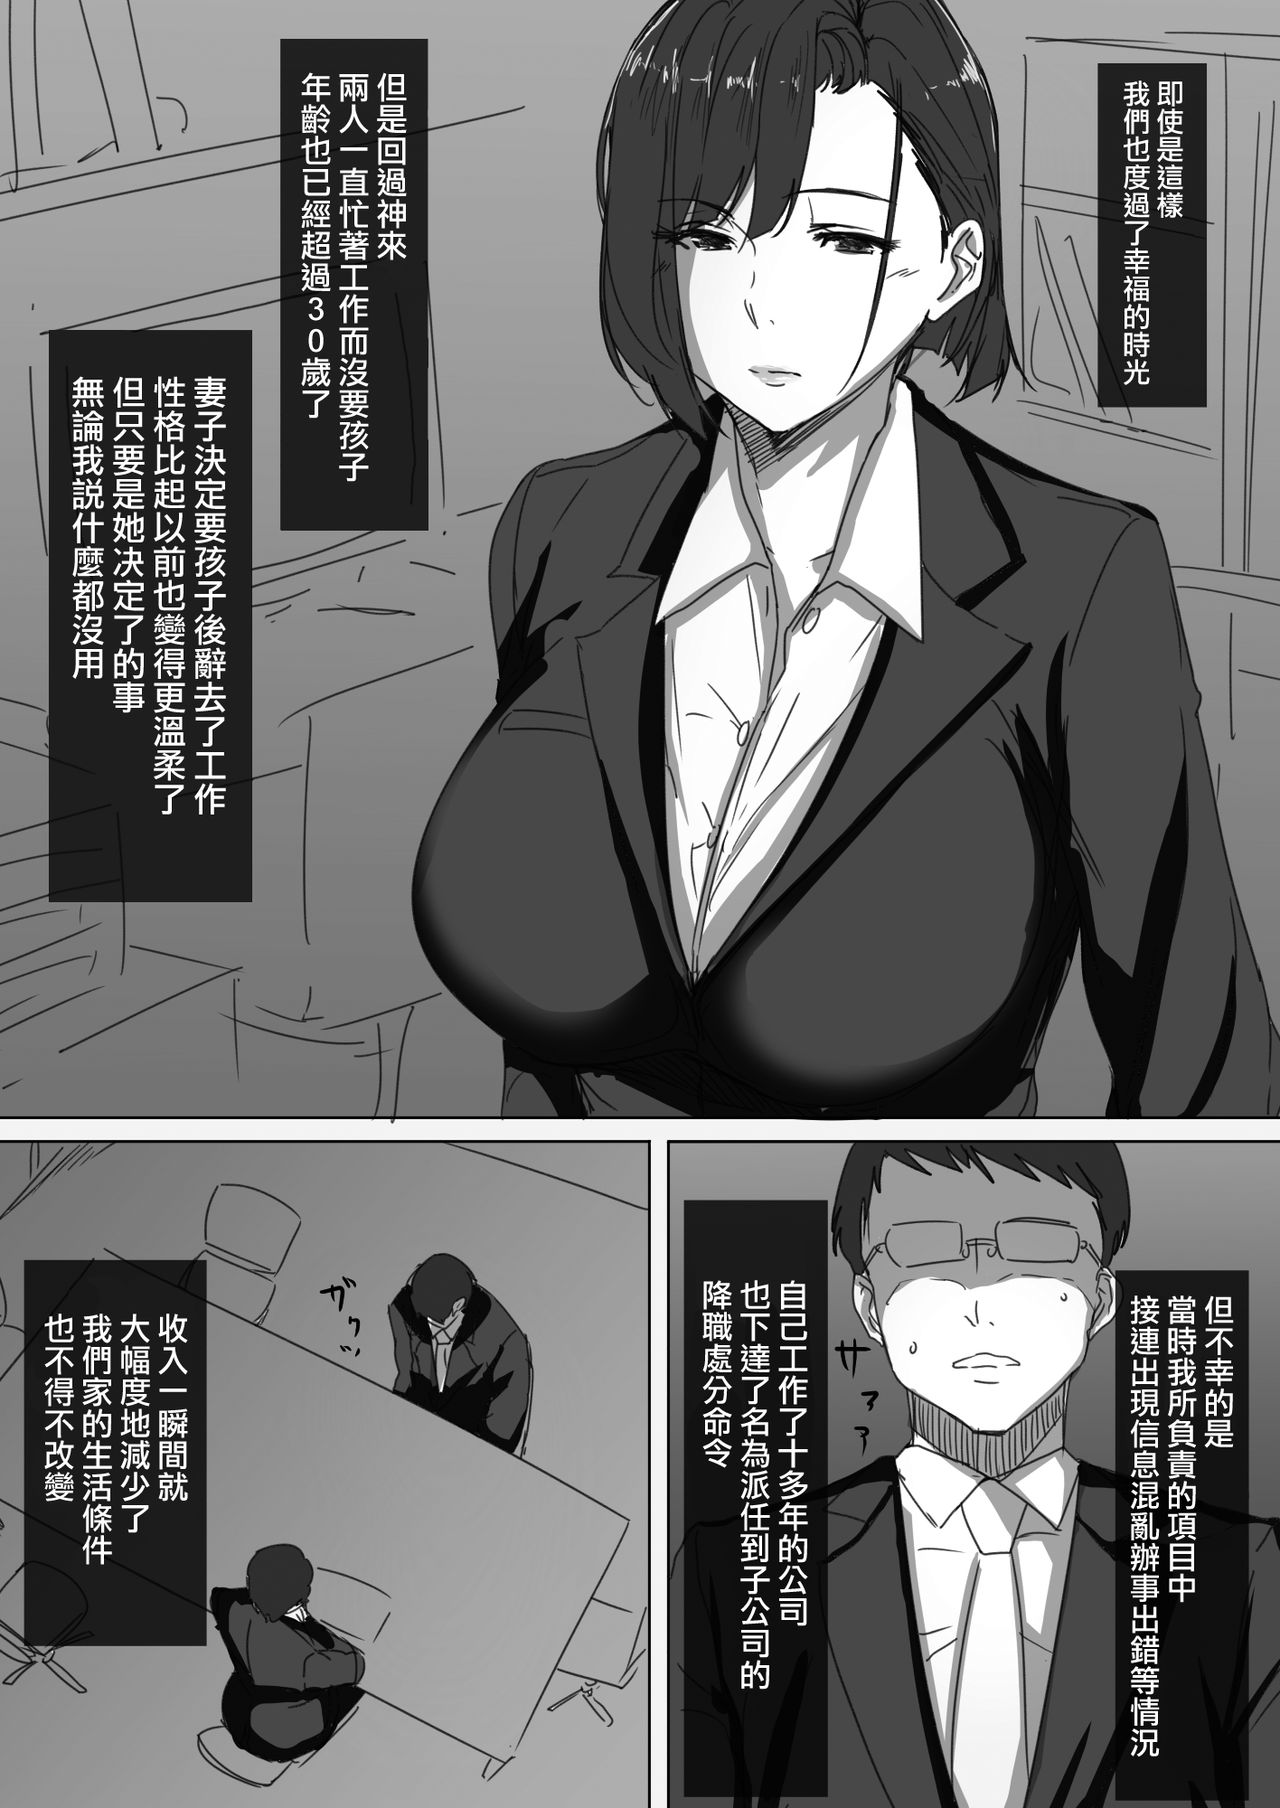 即使是這樣
我們也度過了幸福的時光
但是回過神來
兩人一直忙著工作而沒要孩子
年齡也已經超過30歲了
妻子決定要孩子後辭去了工作
性格比起以前也變得更溫柔了
但只要是她決定了的事
無論我說什麼都沒用
但不幸的是
當時我所負責的項目中
接連出現信息混亂辦事出錯等情況
サァァァ
自己工作了十多年的公司
也下達了名為派任到子公司的
降職處分命令
ガクッ…
收入一瞬間就
大幅度地減少了
我們家的生活條件
也不得不改變